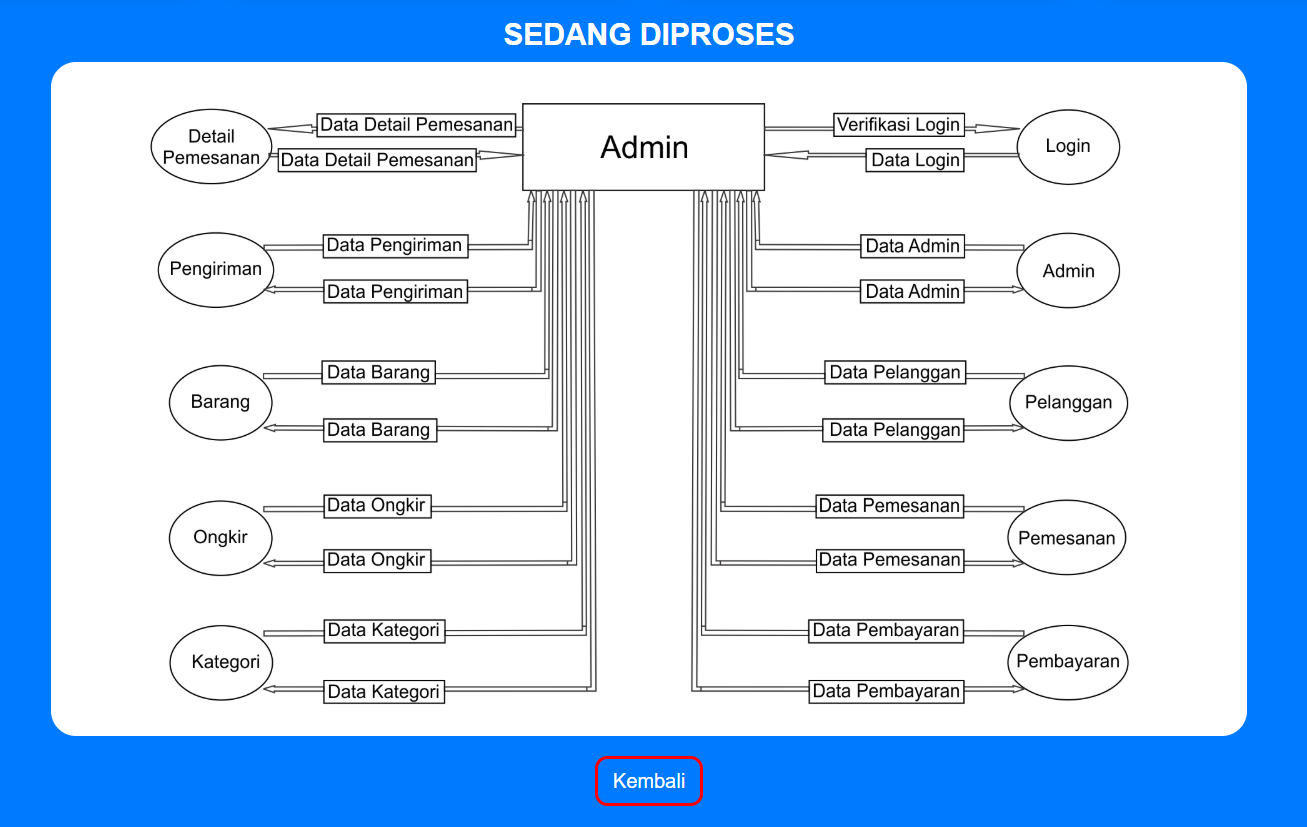 SEDANG DIPROSES
Detail
Pemesanan
Data Detail Pemesanan
Data Detail Pemesanan
Admin
Verifikasi Login
Data Login
Login
Pengiriman
Data Pengiriman
Data Pengiriman
Data Admin
Data Admin
Admin
Barang
Data Barang
Data Barang
Data Pelanggan
Data Pelanggan
Pelanggan
Ongkir
Data Ongkir
Data Ongkir
Data Pemesanan
Data Pemesanan
Pemesanan
Kategori
Data Kategori
Data Kategori
Data Pembayaran
Data Pembayaran
Pembayaran
Kembali